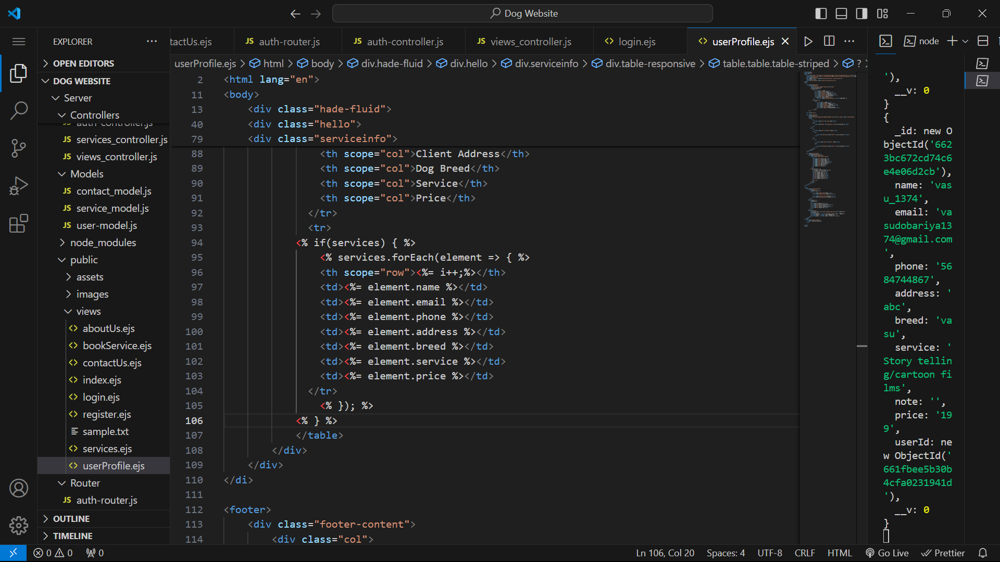 Dog Website
EXPLORER
tactUs.ejs
JS auth-router.js
JS auth-controller.js
JS views_controller.js
<> login.ejs
<> userProfile.ejs
node
OPEN EDITORS
userProfile.ejs > html > body > div.hade-fluid > div.hello > div.serviceinfo > div.table-responsive > table.table.table-striped > ?
DOG WEBSITE
Server
Controllers
auth-controller.js
JS services_controller.js
JS views_controller.js
Models
JS contact_model.js
JS service_model.js
JS user-model.js
node_modules
public
assets
images
views
<> aboutUs.ejs
<> bookService.ejs
<> contactUs.ejs
<> index.ejs
<> login.ejs
<> register.ejs
sample.txt
<> services.ejs
<> userProfile.ejs
Router
JS auth-router.js
OUTLINE
TIMELINE
2 <html lang="en">
11 <body>
13 <div class="hade-fluid">
40 <div class="hello">
79 <div class="serviceinfo">
88 <th scope="col">Client Address</th>
89 <th scope="col">Dog Breed</th>
90 <th scope="col">Service</th>
91 <th scope="col">Price</th>
92 </tr>
93 <tr>
94 <% if(services) { %>
95 <% services.forEach(element => { %>
96 <th scope="row"><%= i++;%></th>
97 <td><%= element.name %></td>
98 <td><%= element.email %></td>
99 <td><%= element.phone %></td>
100 <td><%= element.address %></td>
101 <td><%= element.breed %></td>
102 <td><%= element.service %></td>
103 <td><%= element.price %></td>
104 </tr>
105 <% }); %>
106 <% } %>
107 </table>
108 </div>
109 </div>
110 </di>
111
112 <footer>
113 <div class="footer-content">
114 <div class="col">
'),
__v: 0
}
{
_id: new O
bjectId('662
3bc672cd74c6
e4e06d2cb'),
name: 'vas
u_1374',
email: 'va
sudobariya13
74@gmail.com
',
phone: '56
84744867',
address: '
abc',
breed: 'va
su',
service: '
Story tellin
g/cartoon fi
lms',
note: '',
price: '19
9',
userId: ne
w ObjectId('
661fbee5b30b
4cfa0231941d
'),
__v: 0
}
0 0 0
Ln 106, Col 20
Spaces: 4
UTF-8
CRLF
HTML
Go Live
Prettier